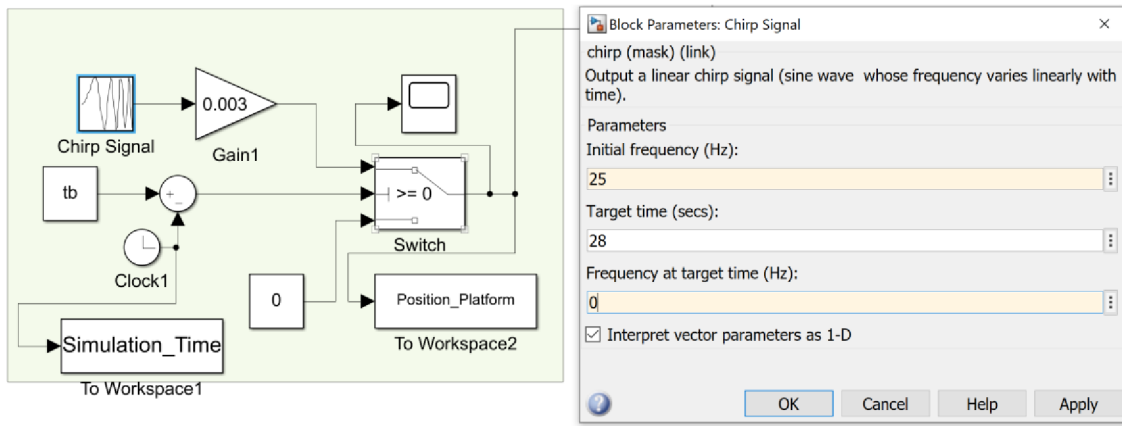 0.003
Chirp Signal
Gain1
tb
+
-
>= 0
Switch
Clock1
0
Position_Platform
To Workspace2
Simulation_Time
To Workspace1
Block Parameters: Chirp Signal
chirp (mask) (link)
Output a linear chirp signal (sine wave whose frequency varies linearly with
time).
Parameters
Initial frequency (Hz):
25
Target time (secs):
28
Frequency at target time (Hz):
0
Interpret vector parameters as 1-D
OK Cancel Help Apply